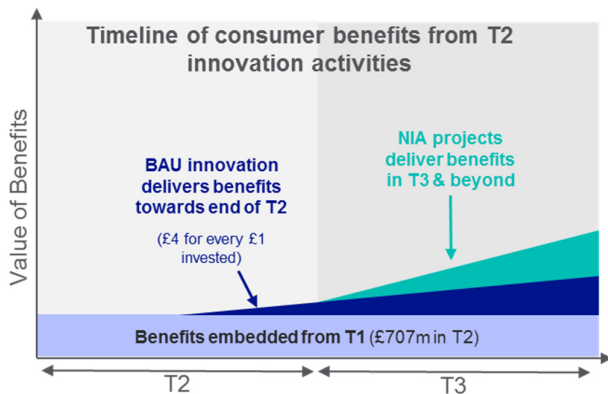 Timeline of consumer benefits from T2
innovation activities
Value of Benefits
BAU innovation
delivers benefits
towards end of T2
(£4 for every £1
invested)
NIA projects
deliver benefits
in T3 & beyond
Benefits embedded from T1 (£707m in T2)
T2
T3